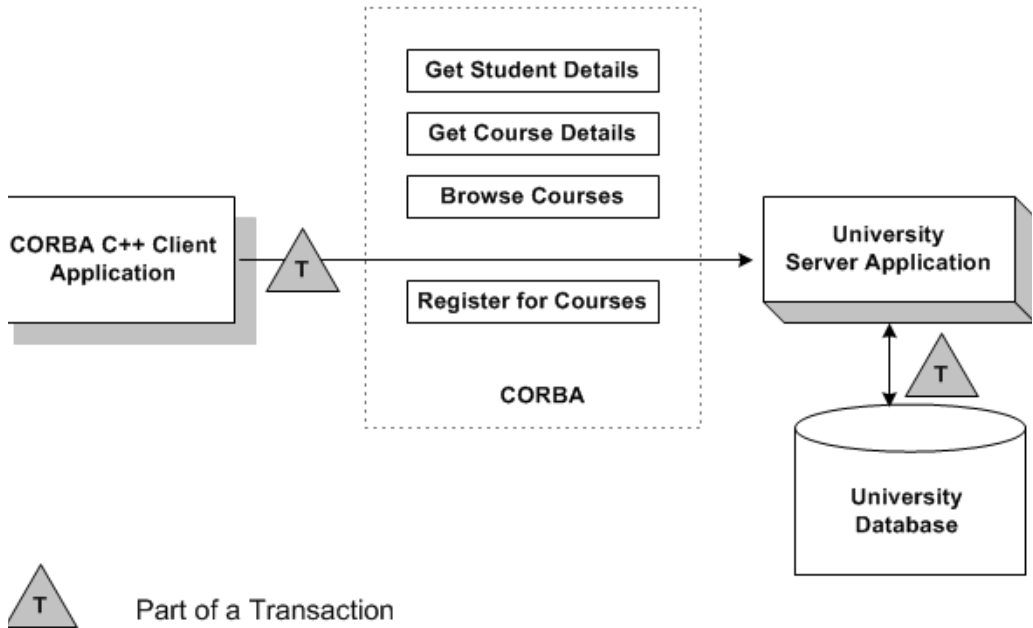 Get Student Details
Get Course Details
Browse Courses
CORBA C++ Client
Application
T
University
Server Application
Register for Courses
T
CORBA
University
Database
T
Part of a Transaction